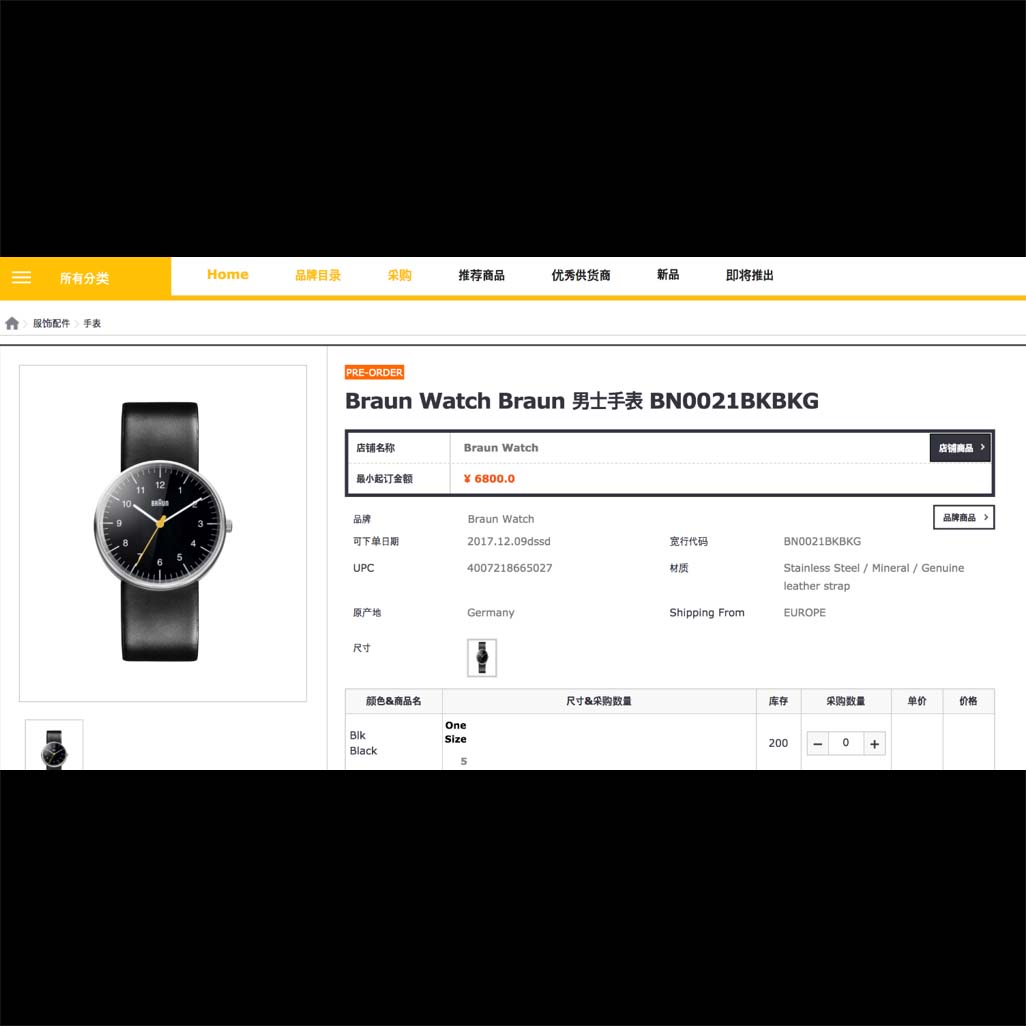 所有分类
Home 品牌目录 采购 推荐商品 优秀供货商 新品 即将推出
服饰配件 手表
PRE-ORDER
Braun Watch Braun 男士手表 BN0021BKBKG
店铺名称 Braun Watch 店铺商品
最小起订金额 ¥ 6800.0
品牌 Braun Watch 品牌商品
可下单日期 2017.12.09dssd 宽行代码 BN0021BKBKG
UPC 4007218665027 材质 Stainless Steel / Mineral / Genuine
leather strap
原产地 Germany Shipping From EUROPE
尺寸
颜色&商品名 尺寸&采购数量 库存 采购数量 单价 价格
Blk
Black
One
Size
5
200 − 0 +
BRAUN
12
1
2
3
4
5
6
7
8
9
10
11